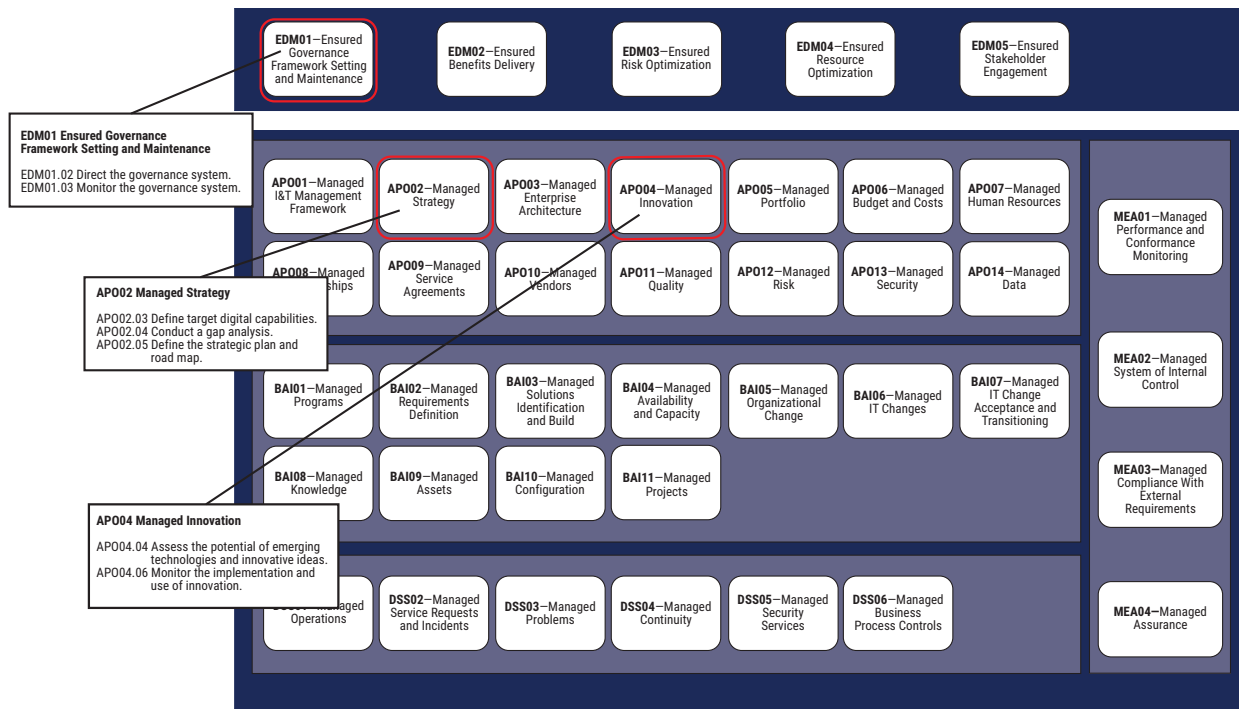 EDM01—Ensured
Governance
Framework Setting
and Maintenance
EDM02—Ensured
Benefits Delivery
EDM03—Ensured
Risk Optimization
EDM04—Ensured
Resource
Optimization
EDM05—Ensured
Stakeholder
Engagement
EDM01 Ensured Governance
Framework Setting and Maintenance
EDM01.02 Direct the governance system.
EDM01.03 Monitor the governance system.
APO01—Managed
I&T Management
Framework
APO02—Managed
Strategy
APO03—Managed
Enterprise
Architecture
APO04—Managed
Innovation
APO05—Managed
Portfolio
APO06—Managed
Budget and Costs
APO07—Managed
Human Resources
APO08—Managed
APO09—Managed
Service
Agreements
APO10—Managed
Vendors
APO11—Managed
Quality
APO12—Managed
Risk
APO13—Managed
Security
APO14—Managed
Data
APO02 Managed Strategy
APO02.03 Define target digital capabilities.
APO02.04 Conduct a gap analysis.
APO02.05 Define the strategic plan and
road map.
BAI01—Managed
Programs
BAI02—Managed
Requirements
Definition
BAI03—Managed
Solutions
Identification
and Build
BAI04—Managed
Availability
and Capacity
BAI05—Managed
Organizational
Change
BAI06—Managed
IT Changes
BAI07—Managed
IT Change
Acceptance and
Transitioning
BAI08—Managed
Knowledge
BAI09—Managed
Assets
BAI10—Managed
Configuration
BAI11—Managed
Projects
APO04 Managed Innovation
APO04.04 Assess the potential of emerging
technologies and innovative ideas.
APO04.06 Monitor the implementation and
use of innovation.
Operations
DSS02—Managed
Service Requests
and Incidents
DSS03—Managed
Problems
DSS04—Managed
Continuity
DSS05—Managed
Security
Services
DSS06—Managed
Business
Process Controls
MEA01—Managed
Performance and
Conformance
Monitoring
MEA02—Managed
System of Internal
Control
MEA03—Managed
Compliance With
External
Requirements
MEA04—Managed
Assurance